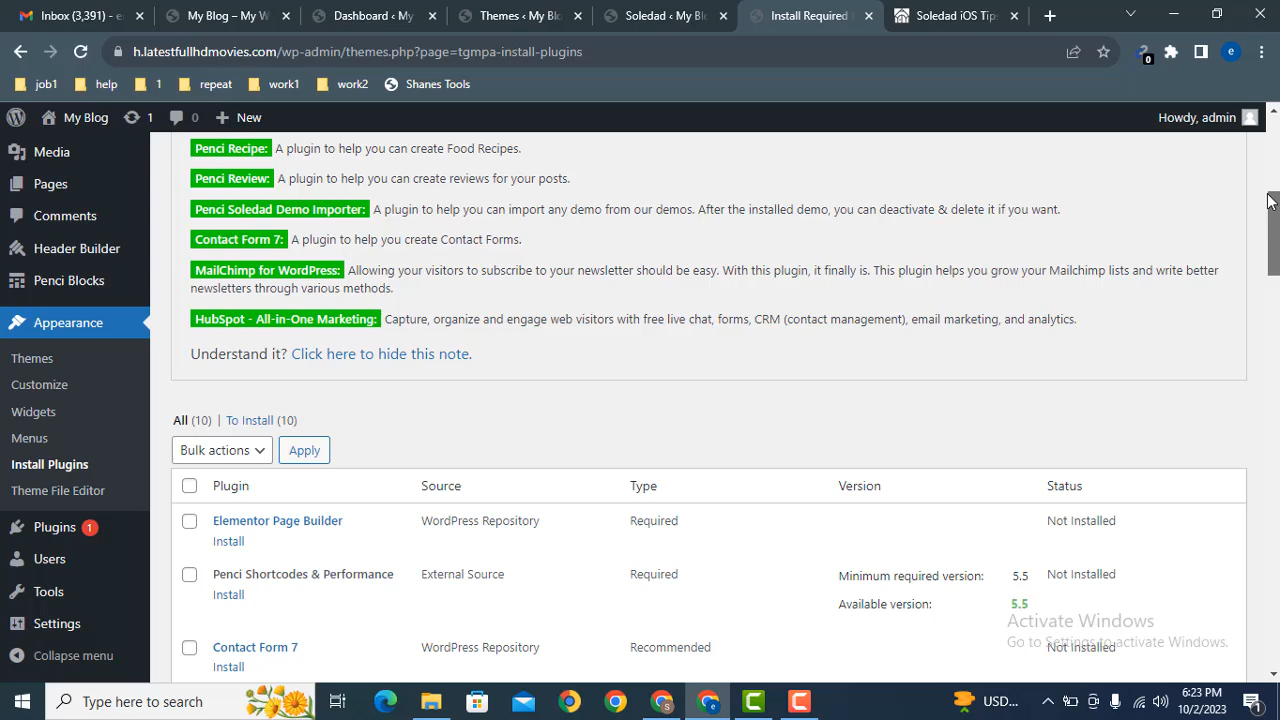 Inbox (3,391) - e
My Blog – My W
Dashboard ‹ My
Themes ‹ My Blo
Soledad ‹ My Blo
Install Required
Soledad iOS Tips
h.latestfullhdmovies.com/wp-admin/themes.php?page=tgmpa-install-plugins
e
0
job1
help
1
repeat
work1
work2
Shanes Tools
My Blog
1
0
New
Howdy, admin
Media
Pages
Comments
Header Builder
Penci Blocks
Appearance
Themes
Customize
Widgets
Menus
Install Plugins
Theme File Editor
Plugins 1
Users
Tools
Settings
Collapse menu
Penci Recipe: A plugin to help you can create Food Recipes.
Penci Review: A plugin to help you can create reviews for your posts.
Penci Soledad Demo Importer: A plugin to help you can import any demo from our demos. After the installed demo, you can deactivate & delete it if you want.
Contact Form 7: A plugin to help you create Contact Forms.
MailChimp for WordPress: Allowing your visitors to subscribe to your newsletter should be easy. With this plugin, it finally is. This plugin helps you grow your Mailchimp lists and write better
newsletters through various methods.
HubSpot - All-in-One Marketing: Capture, organize and engage web visitors with free live chat, forms, CRM (contact management), email marketing, and analytics.
Understand it? Click here to hide this note.
All (10) | To Install (10)
Bulk actions
Apply
Plugin Source Type Version Status
Elementor Page Builder WordPress Repository Required Not Installed
Install
Penci Shortcodes & Performance External Source Required Minimum required version: 5.5 Not Installed
Install
Available version: 5.5
Activate Windows
Go to Settings to activate Windows.
Contact Form 7 WordPress Repository Recommended Not Installed
Install
Type here to search
USD...
6:23 PM
10/2/2023
1